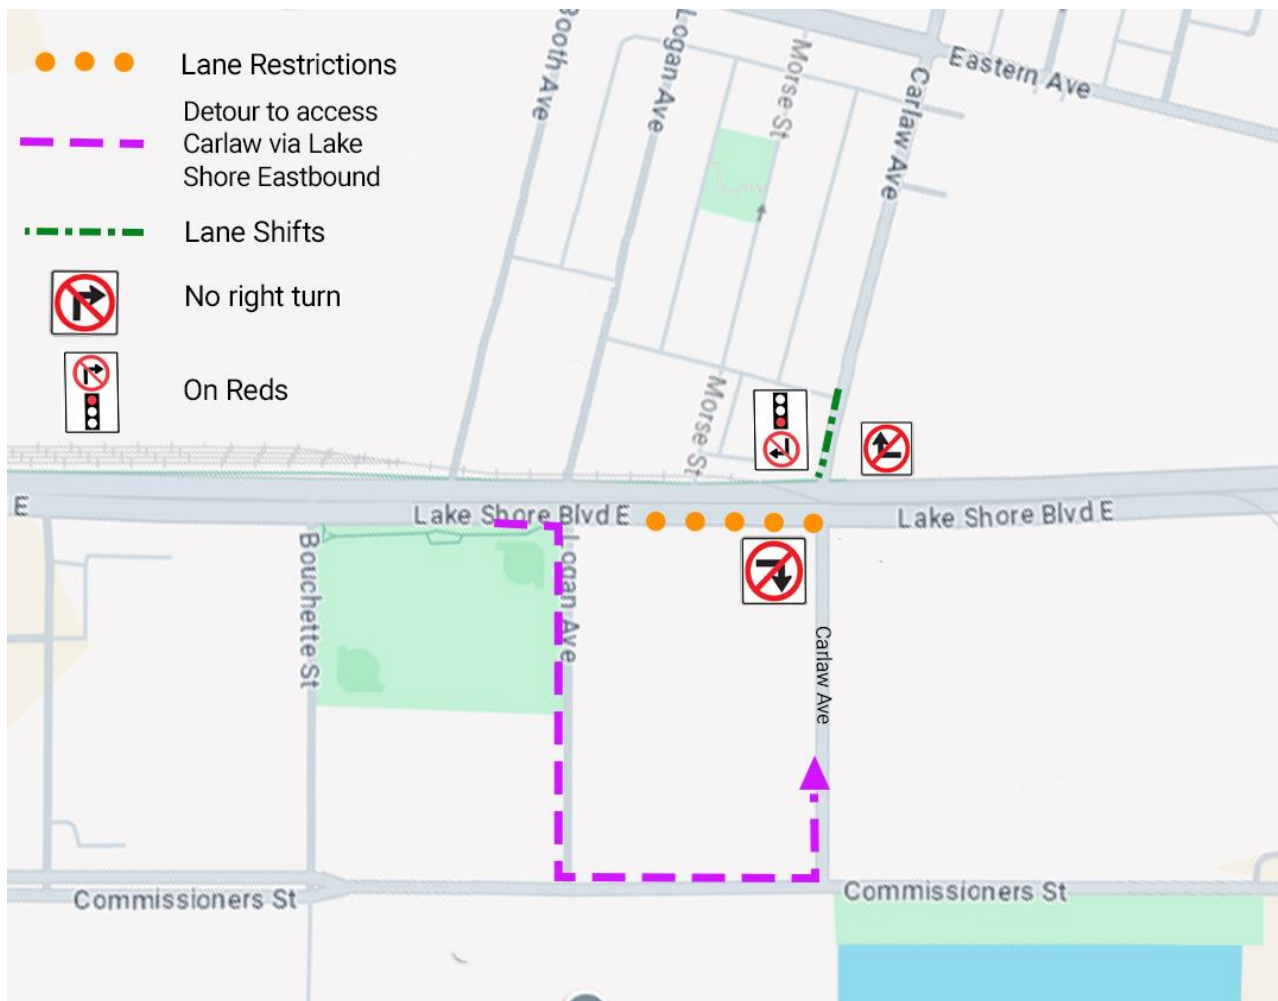 Lane Restrictions
Detour to access
Carlaw via Lake
Shore Eastbound
Lane Shifts
No right turn
On Reds
Booth Ave
Logan Ave
Morse St
Carlaw Ave
Eastern Ave
Morse St
E
Lake Shore Blvd E
Lake Shore Blvd E
Bouchette St
Logan Ave
Carlaw Ave
Commissioners St
Commissioners St